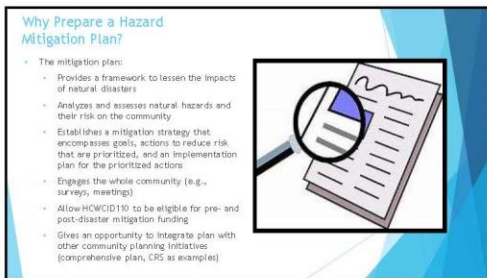 Why Prepare a Hazard
Mitigation Plan?
The mitigation plan:
Provides a framework to lessen the impacts
of natural disasters
Analyzes and assesses natural hazards and
their risk on the community
Establishes a mitigation strategy that
encompasses goals, actions to reduce risk
that are prioritized, and an implementation
plan for the prioritized actions
Engages the whole community (e.g.,
surveys, meetings)
Allow HCWCID110 to be eligible for pre- and
post-disaster mitigation funding
Gives an opportunity to integrate plan with
other community planning initiatives
(comprehensive plan, CRS as examples)